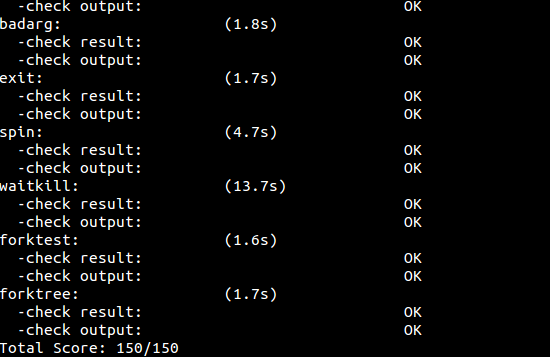 -check output: OK
badarg: (1.8s)
-check result: OK
-check output: OK
exit: (1.7s)
-check result: OK
-check output: OK
spin: (4.7s)
-check result: OK
-check output: OK
waitkill: (13.7s)
-check result: OK
-check output: OK
forktest: (1.6s)
-check result: OK
-check output: OK
forktree: (1.7s)
-check result: OK
-check output: OK
Total Score: 150/150